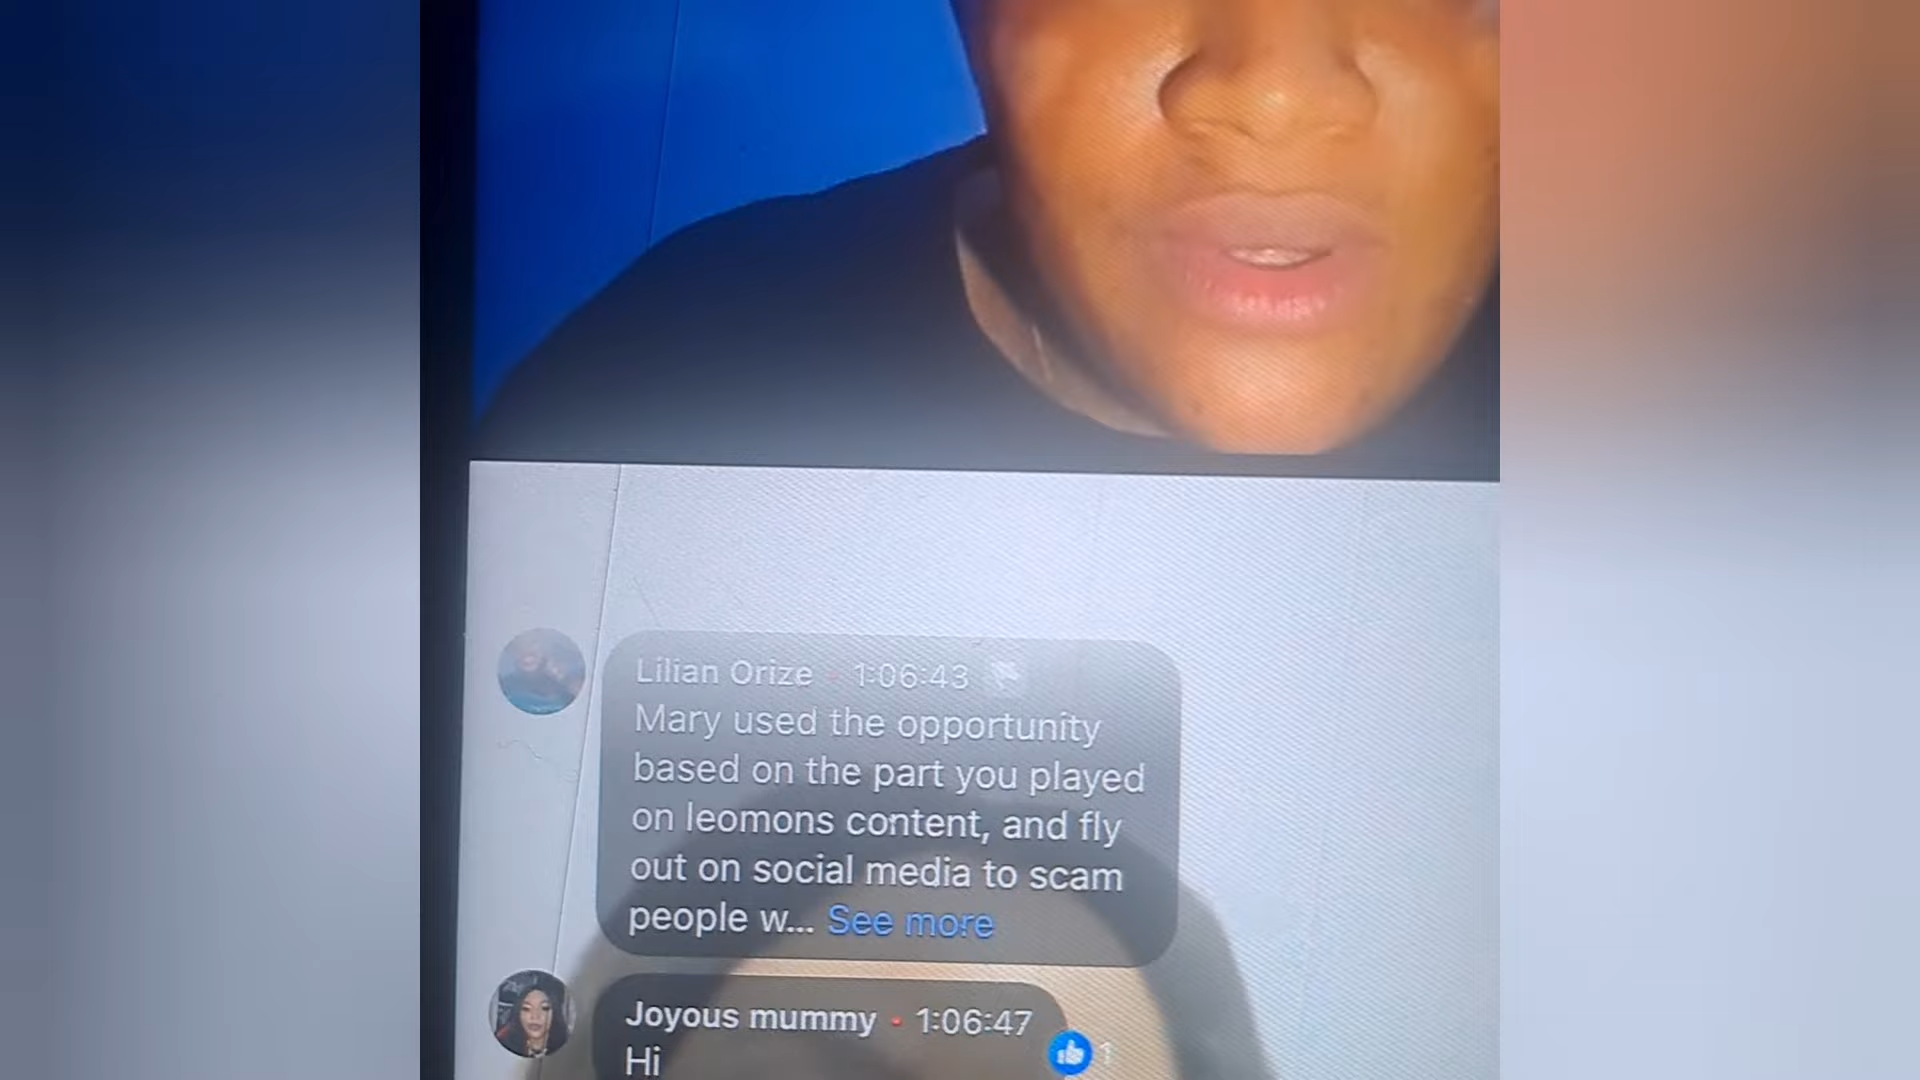 Lilian Orize • 1:06:43
Mary used the opportunity
based on the part you played
on leomons content, and fly
out on social media to scam
people w... See more
Joyous mummy • 1:06:47
Hi
1